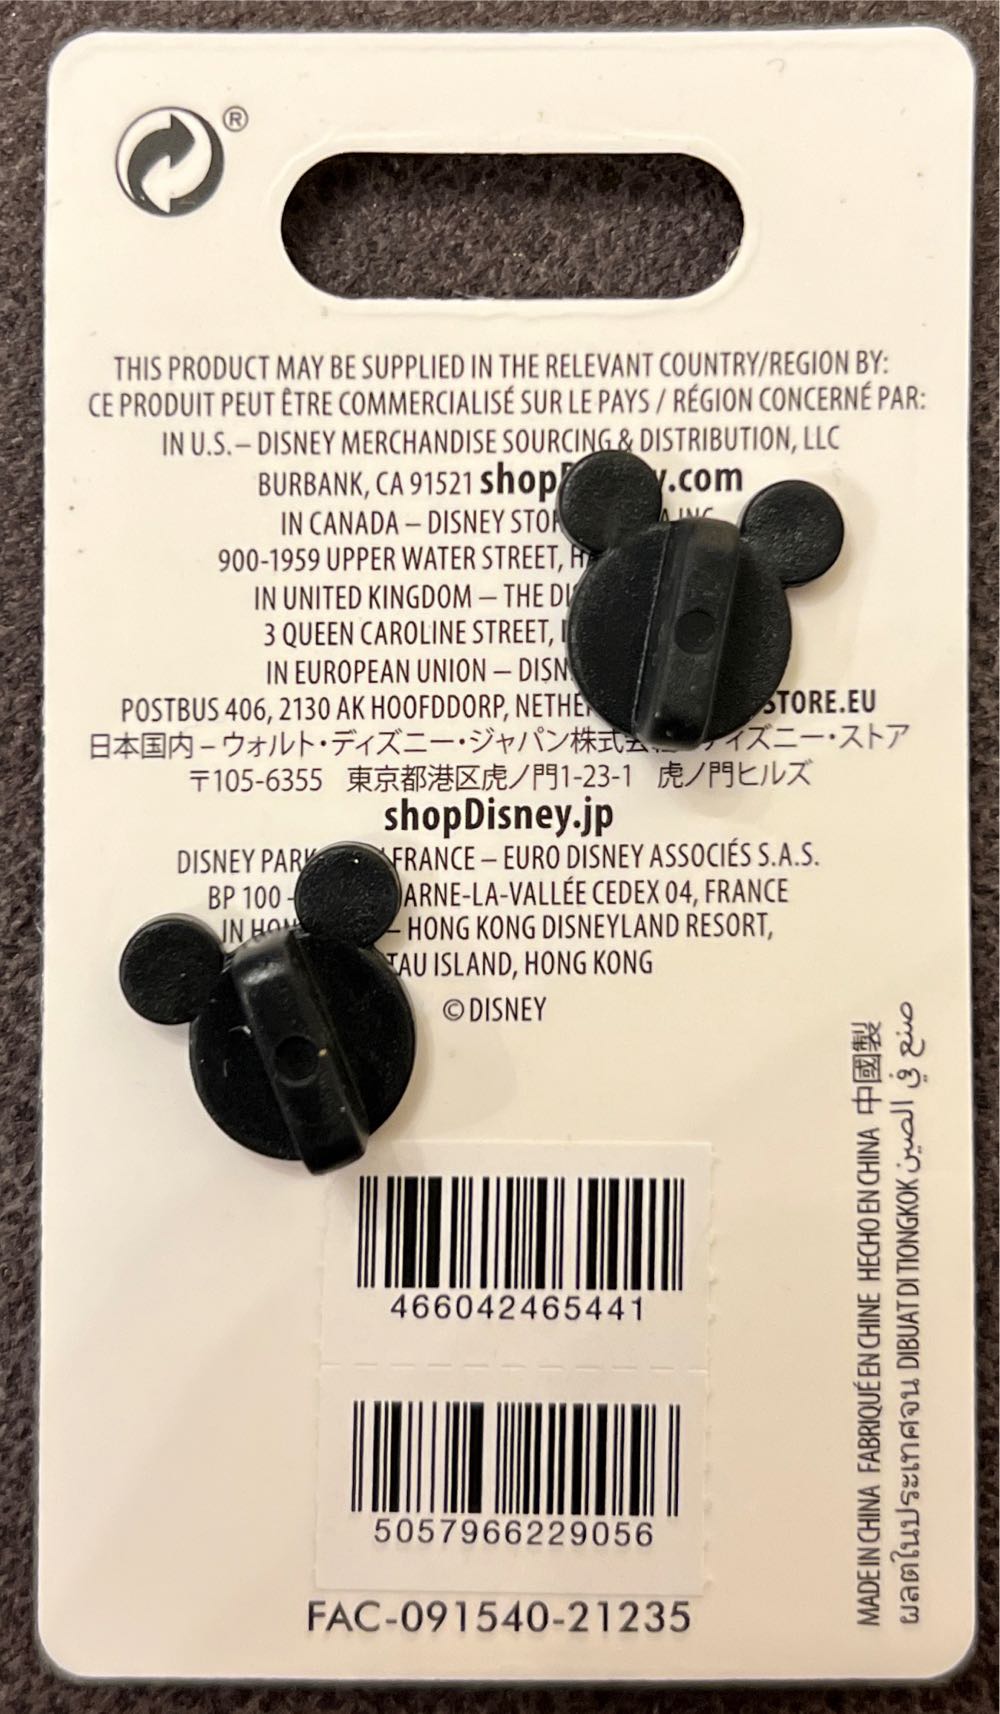 ®
THIS PRODUCT MAY BE SUPPLIED IN THE RELEVANT COUNTRY/REGION BY:
CE PRODUIT PEUT ÊTRE COMMERCIALISÉ SUR LE PAYS / RÉGION CONCERNÉ PAR:
IN U.S. – DISNEY MERCHANDISE SOURCING & DISTRIBUTION, LLC
BURBANK, CA 91521 shop .com
IN CANADA – DISNEY INC
900-1959 UPPER WATER STREET,
IN UNITED KINGDOM – THE
3 QUEEN CAROLINE STREET,
IN EUROPEAN UNION –
POSTBUS 406, 2130 AK HOOFDDORP, STORE.EU
日本国内 – ウォルト・ディズニー・ジャパン株式 ディズニー・ストア
〒105-6355 東京都港区虎ノ門1-23-1 虎ノ門ヒルズ
shopDisney.jp
DISNEY FRANCE – EURO DISNEY ASSOCIÉS S.A.S.
BP 100 - ARNE-LA-VALLÉE CEDEX 04, FRANCE
IN – HONG KONG DISNEYLAND RESORT,
TAU ISLAND, HONG KONG
© DISNEY
466042465441
5057966229056
FAC-091540-21235
MADE IN CHINA FABRIQUÉ EN CHINE HECHO EN CHINA 中國製
ผลิตในประเทศจีน DIBUAT DI TIONGKOK صنع في الصين